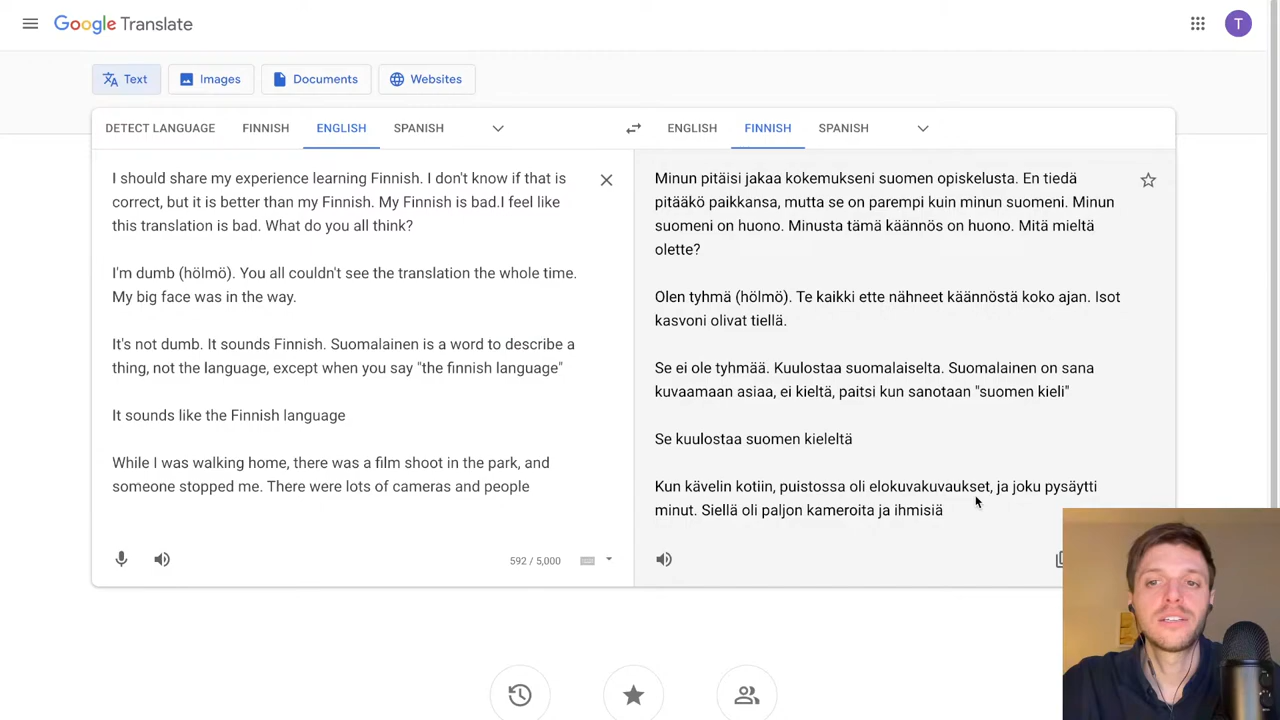 Google Translate
T
Text
Images
Documents
Websites
DETECT LANGUAGE
FINNISH
ENGLISH
SPANISH
ENGLISH
FINNISH
SPANISH
I should share my experience learning Finnish. I don't know if that is
correct, but it is better than my Finnish. My Finnish is bad.I feel like
this translation is bad. What do you all think?
I'm dumb (hölmö). You all couldn't see the translation the whole time.
My big face was in the way.
It's not dumb. It sounds Finnish. Suomalainen is a word to describe a
thing, not the language, except when you say "the finnish language"
It sounds like the Finnish language
While I was walking home, there was a film shoot in the park, and
someone stopped me. There were lots of cameras and people
592 / 5,000
Minun pitäisi jakaa kokemukseni suomen opiskelusta. En tiedä
pitääkö paikkansa, mutta se on parempi kuin minun suomeni. Minun
suomeni on huono. Minusta tämä käännös on huono. Mitä mieltä
olette?
Olen tyhmä (hölmö). Te kaikki ette nähneet käännöstä koko ajan. Isot
kasvoni olivat tiellä.
Se ei ole tyhmää. Kuulostaa suomalaiselta. Suomalainen on sana
kuvaamaan asiaa, ei kieltä, paitsi kun sanotaan "suomen kieli"
Se kuulostaa suomen kieleltä
Kun kävelin kotiin, puistossa oli elokuvakuvaukset, ja joku pysäytti
minut. Siellä oli paljon kameroita ja ihmisiä